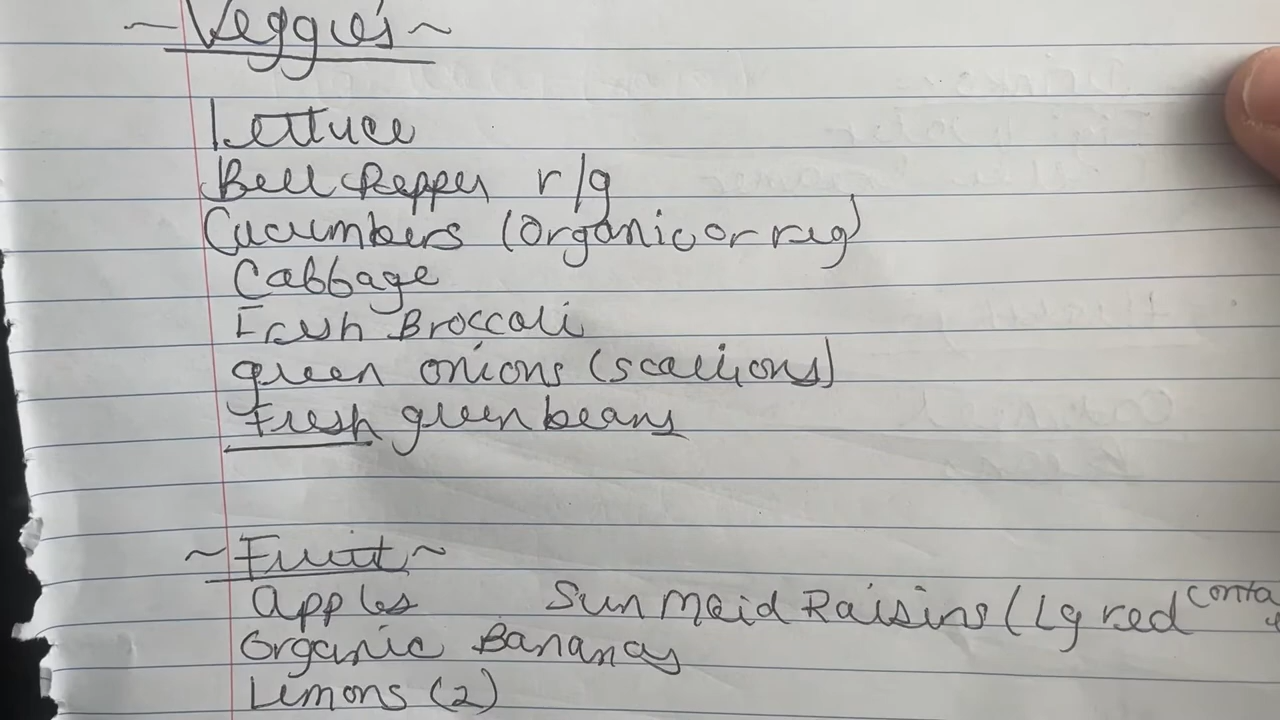 ~Veggie's~
Lettuce
Bell Pepper r/g
Cucumbers (Organic or reg)
Cabbage
Fresh Broccoli
green onions (scallions)
Fresh green beans
~Fruit~
apples Sun Maid Raisins (Lg red conta
Organic Bananas
Lemons (2)